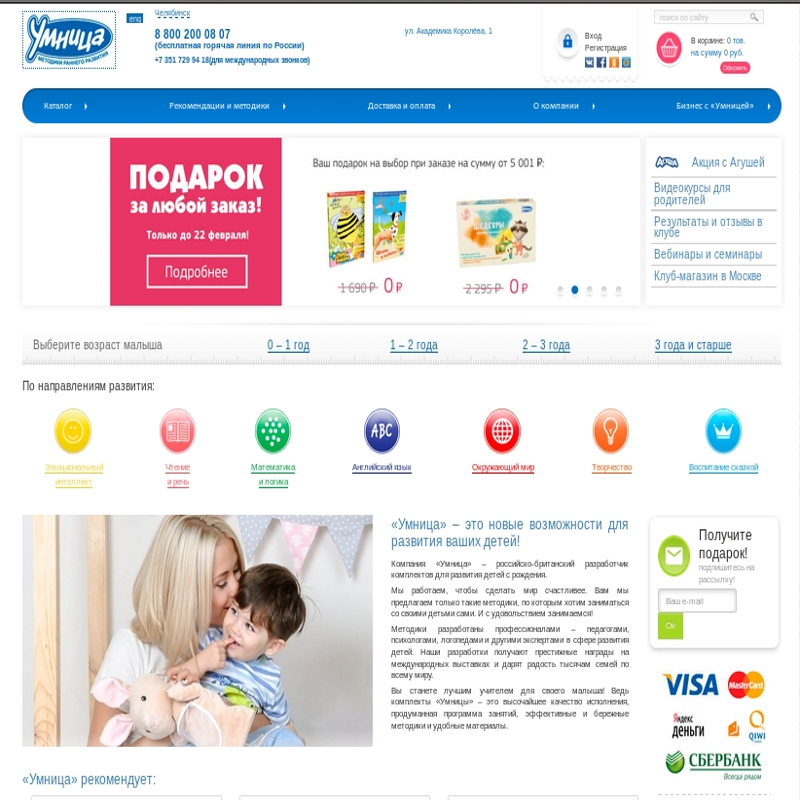 Умница
МЕТОДИКИ РАННЕГО РАЗВИТИЯ
eng
Челябинск
8 800 200 08 07
(бесплатная горячая линия по России)
+7 351 729 94 18(для международных звонков)
ул. Академика Королёва, 1
Вход
Регистрация
поиск по сайту
В корзине: 0 тов.
на сумму 0 руб.
Оформить
Каталог
Рекомендации и методики
Доставка и оплата
О компании
Бизнес с «Умницей»
ПОДАРОК
за любой заказ!
Только до 22 февраля!
Подробнее
Ваш подарок на выбор при заказе на сумму от 5 001 ₽:
ШЕДЕВРЫ
1 690 ₽ 0 ₽
2 295 ₽ 0 ₽
Агуша
Акция с Агушей
Видеокурсы для
родителей
Результаты и отзывы в
клубе
Вебинары и семинары
Клуб-магазин в Москве
Выберите возраст малыша
0 – 1 год
1 – 2 года
2 – 3 года
3 года и старше
По направлениям развития:
ABC
Эмоциональный
интеллект
Чтение
и речь
Математика
и логика
Английский язык
Окружающий мир
Творчество
Воспитание сказкой
«Умница» – это новые возможности для
развития ваших детей!
Компания «Умница» – российско-британский разработчик
комплектов для развития детей с рождения.
Мы работаем, чтобы сделать мир счастливее. Вам мы
предлагаем только такие методики, по которым хотим заниматься
со своими детьми сами. И с удовольствием занимаемся!
Методики разработаны профессионалами – педагогами,
психологами, логопедами и другими экспертами в сфере развития
детей. Наши разработки получают престижные награды на
международных выставках и дарят радость тысячам семей по
всему миру.
Вы станете лучшим учителем для своего малыша! Ведь
комплекты «Умницы» – это высочайшее качество исполнения,
продуманная программа занятий, эффективные и бережные
методики и удобные материалы.
Получите
подарок!
подпишитесь на
рассылку!
Ваш e-mail
Ok
VISA
MasterCard
Яндекс
деньги
QIWI
СБЕРБАНК
Всегда рядом
«Умница» рекомендует: